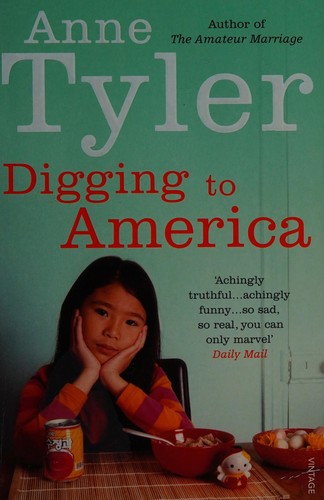 Anne
Author of
The Amateur Marriage
Tyler
Digging to
America
'Achingly
truthful...achingly
funny...so sad,
so real, you can
only marvel'
Daily Mail
VINTAGE